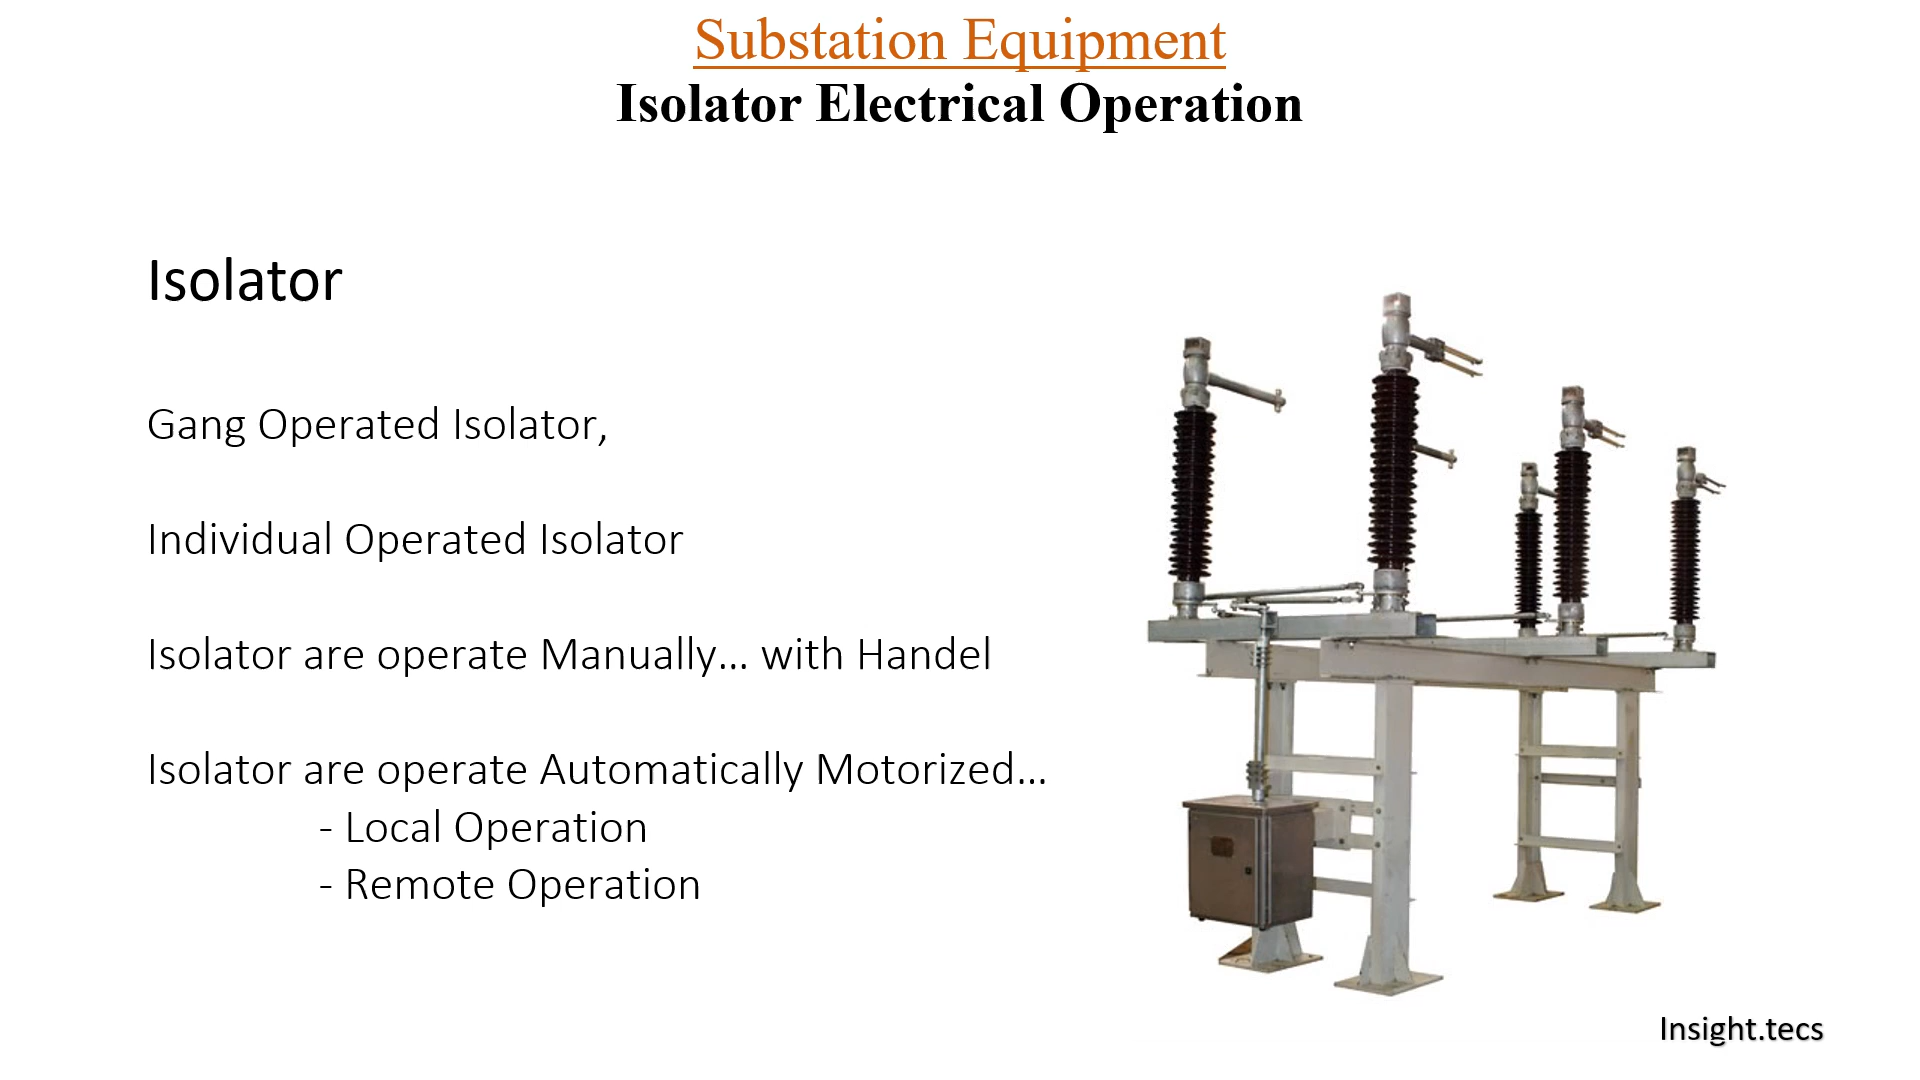 Substation Equipment
Isolator Electrical Operation
Isolator
Gang Operated Isolator,
Individual Operated Isolator
Isolator are operate Manually... with Handel
Isolator are operate Automatically Motorized...
- Local Operation
- Remote Operation
Insight.tecs